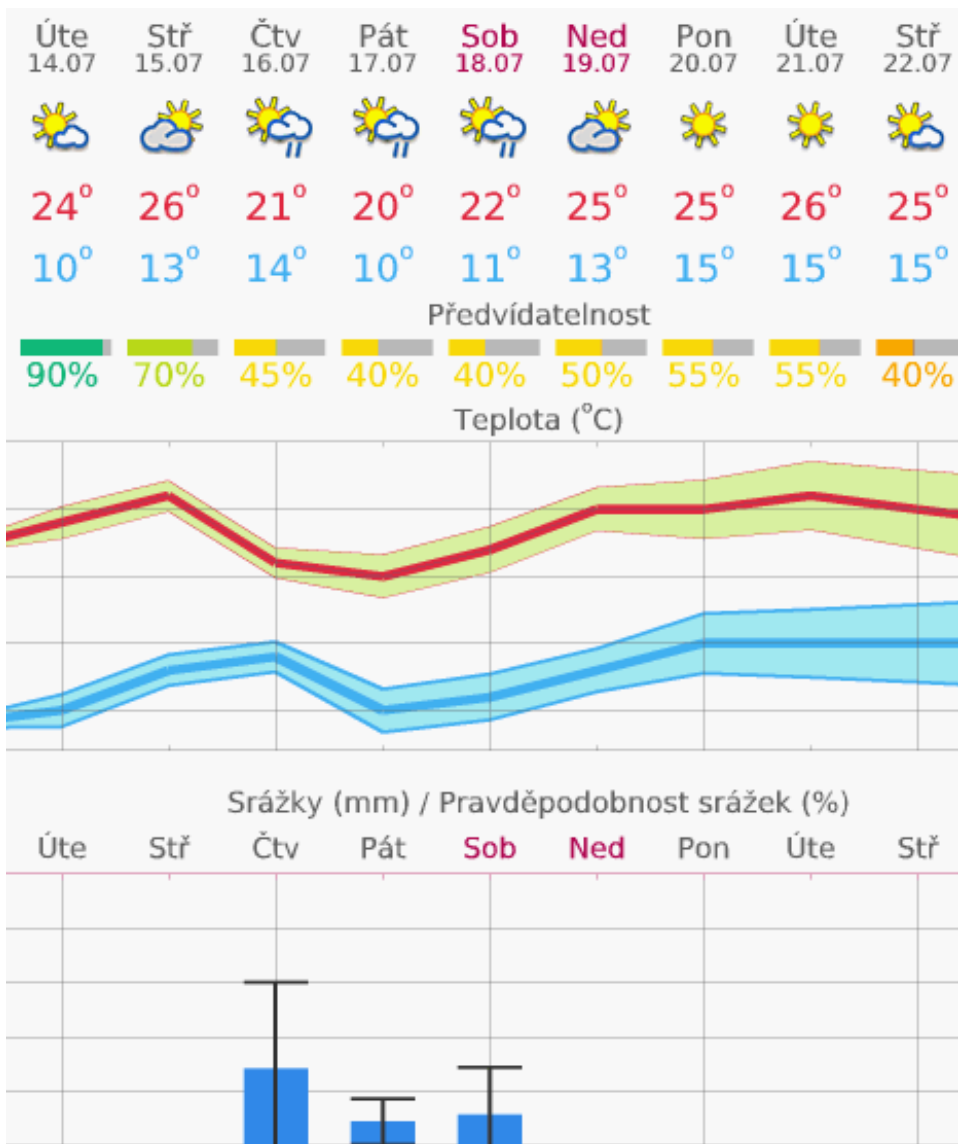 Úte Stř Čtv Pát Sob Ned Pon Úte Stř
14.07 15.07 16.07 17.07 18.07 19.07 20.07 21.07 22.07
24° 26° 21° 20° 22° 25° 25° 26° 25°
10° 13° 14° 10° 11° 13° 15° 15° 15°
Předvídatelnost
90% 70% 45% 40% 40% 50% 55% 55% 40%
Teplota (°C)
Srážky (mm) / Pravděpodobnost srážek (%)
Úte Stř Čtv Pát Sob Ned Pon Úte Stř